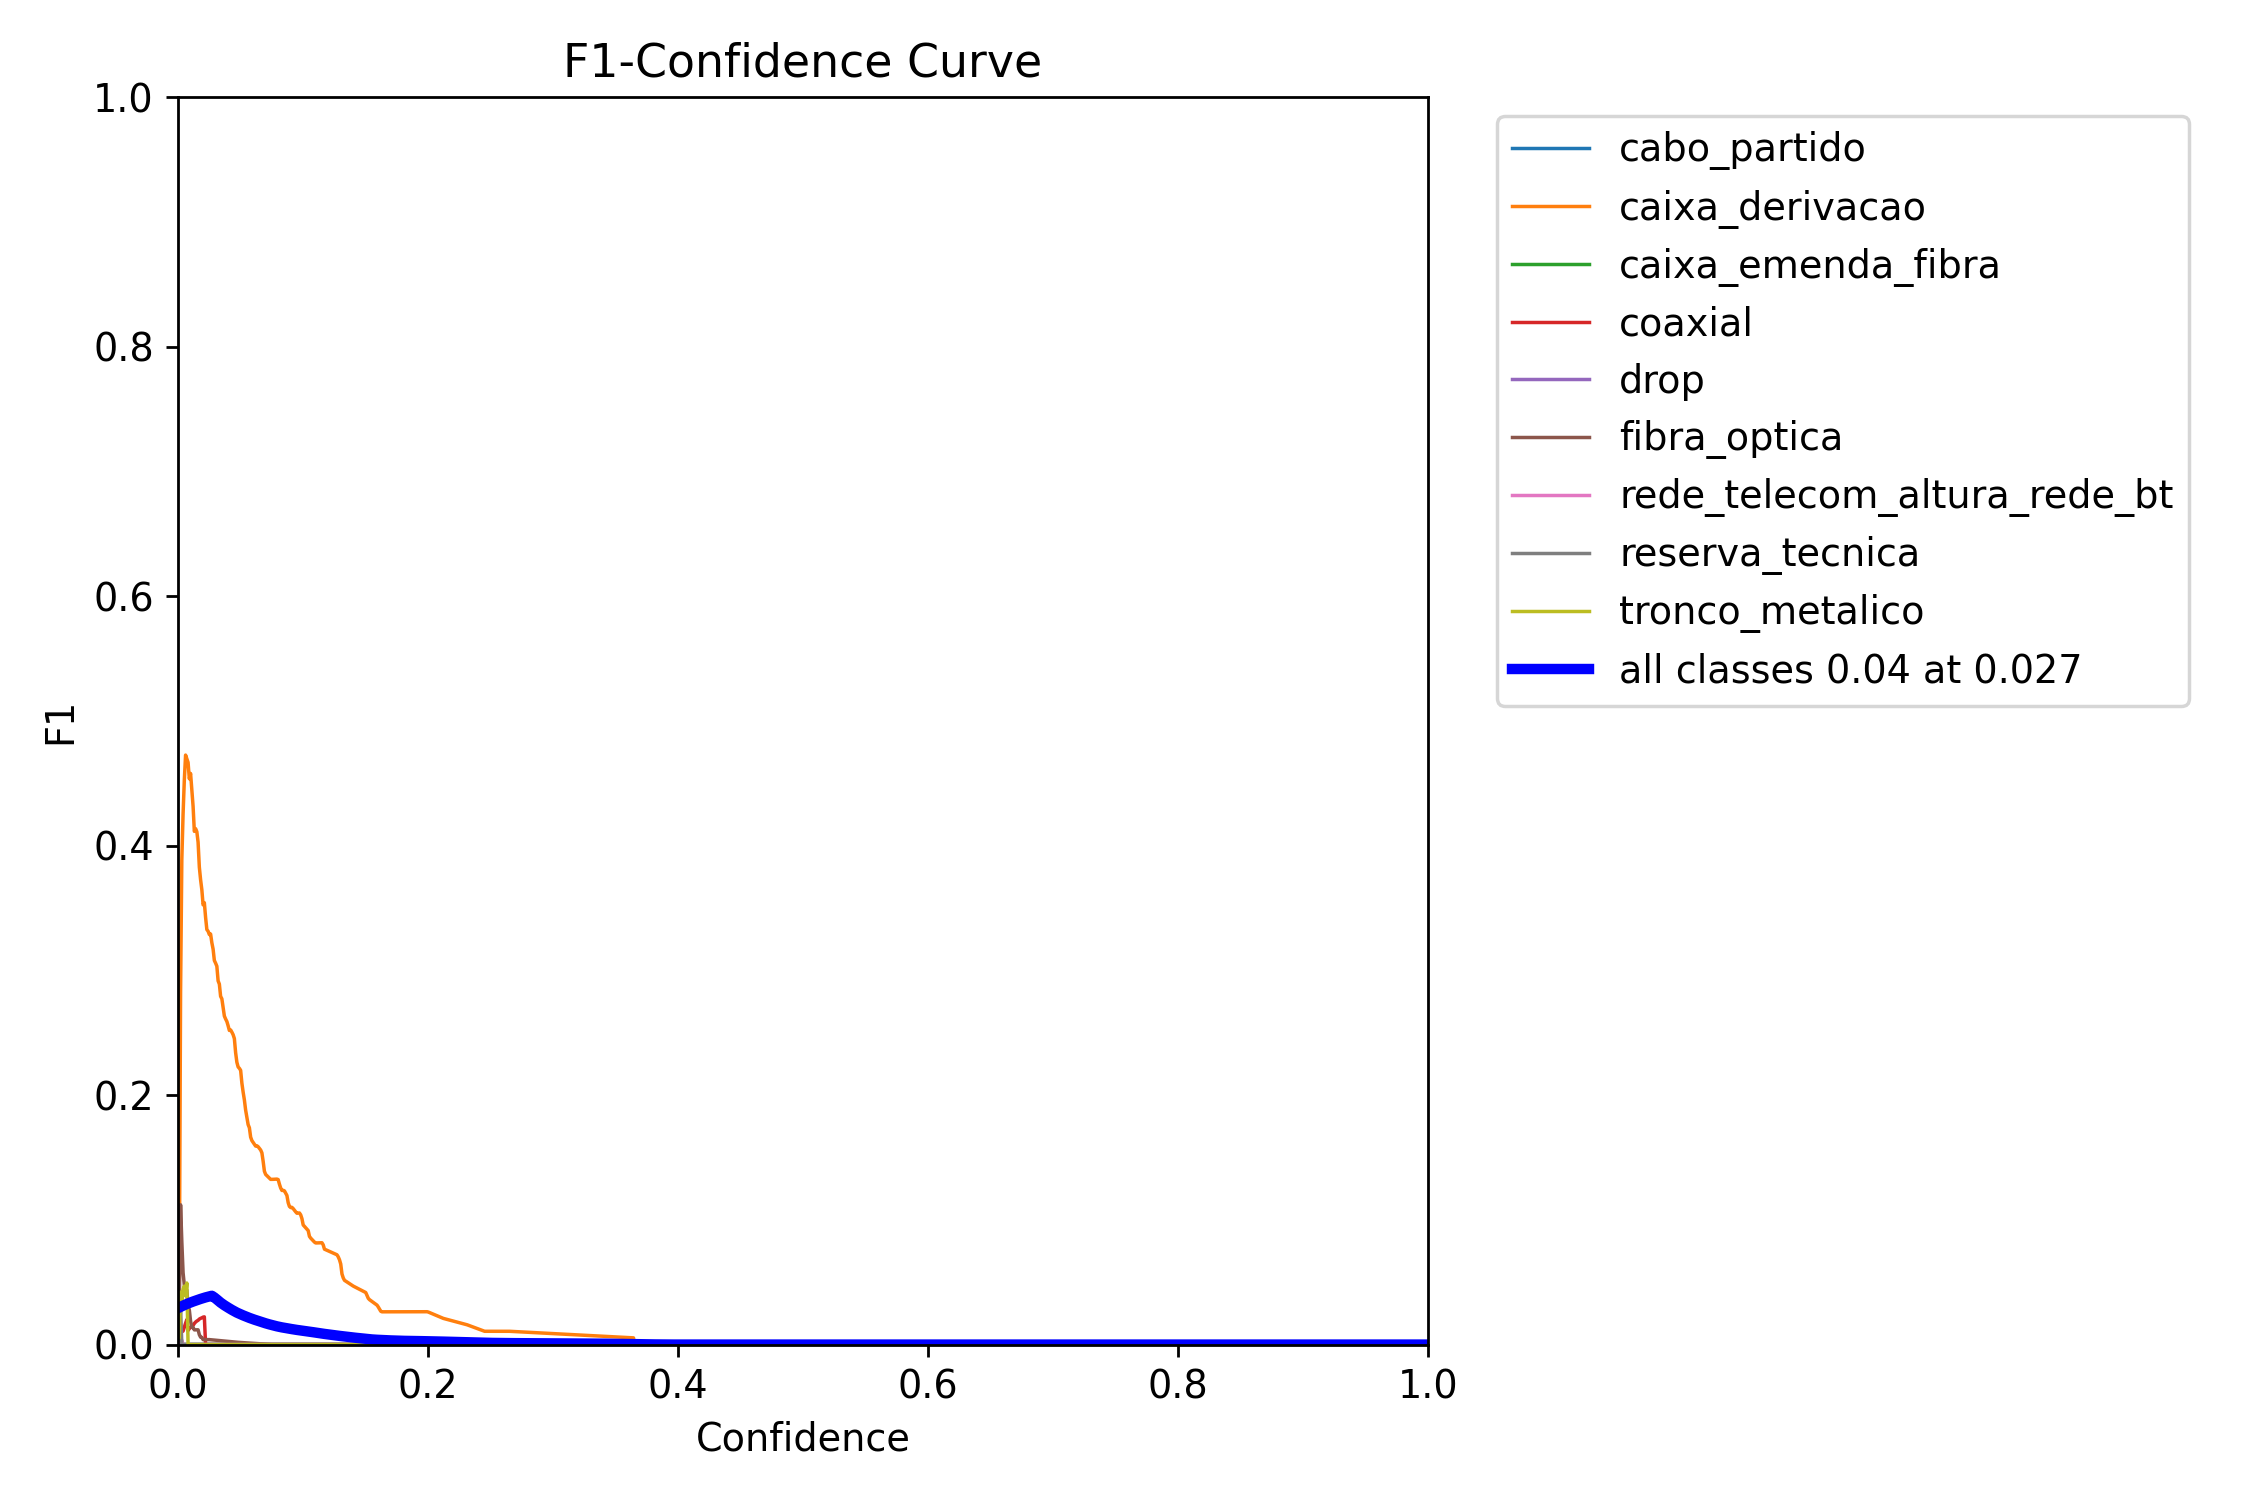 F1-Confidence Curve
1.0
0.8
0.6
0.4
0.2
0.0
F1
0.0 0.2 0.4 0.6 0.8 1.0
Confidence
cabo_partido
caixa_derivacao
caixa_emenda_fibra
coaxial
drop
fibra_optica
rede_telecom_altura_rede_bt
reserva_tecnica
tronco_metalico
all classes 0.04 at 0.027